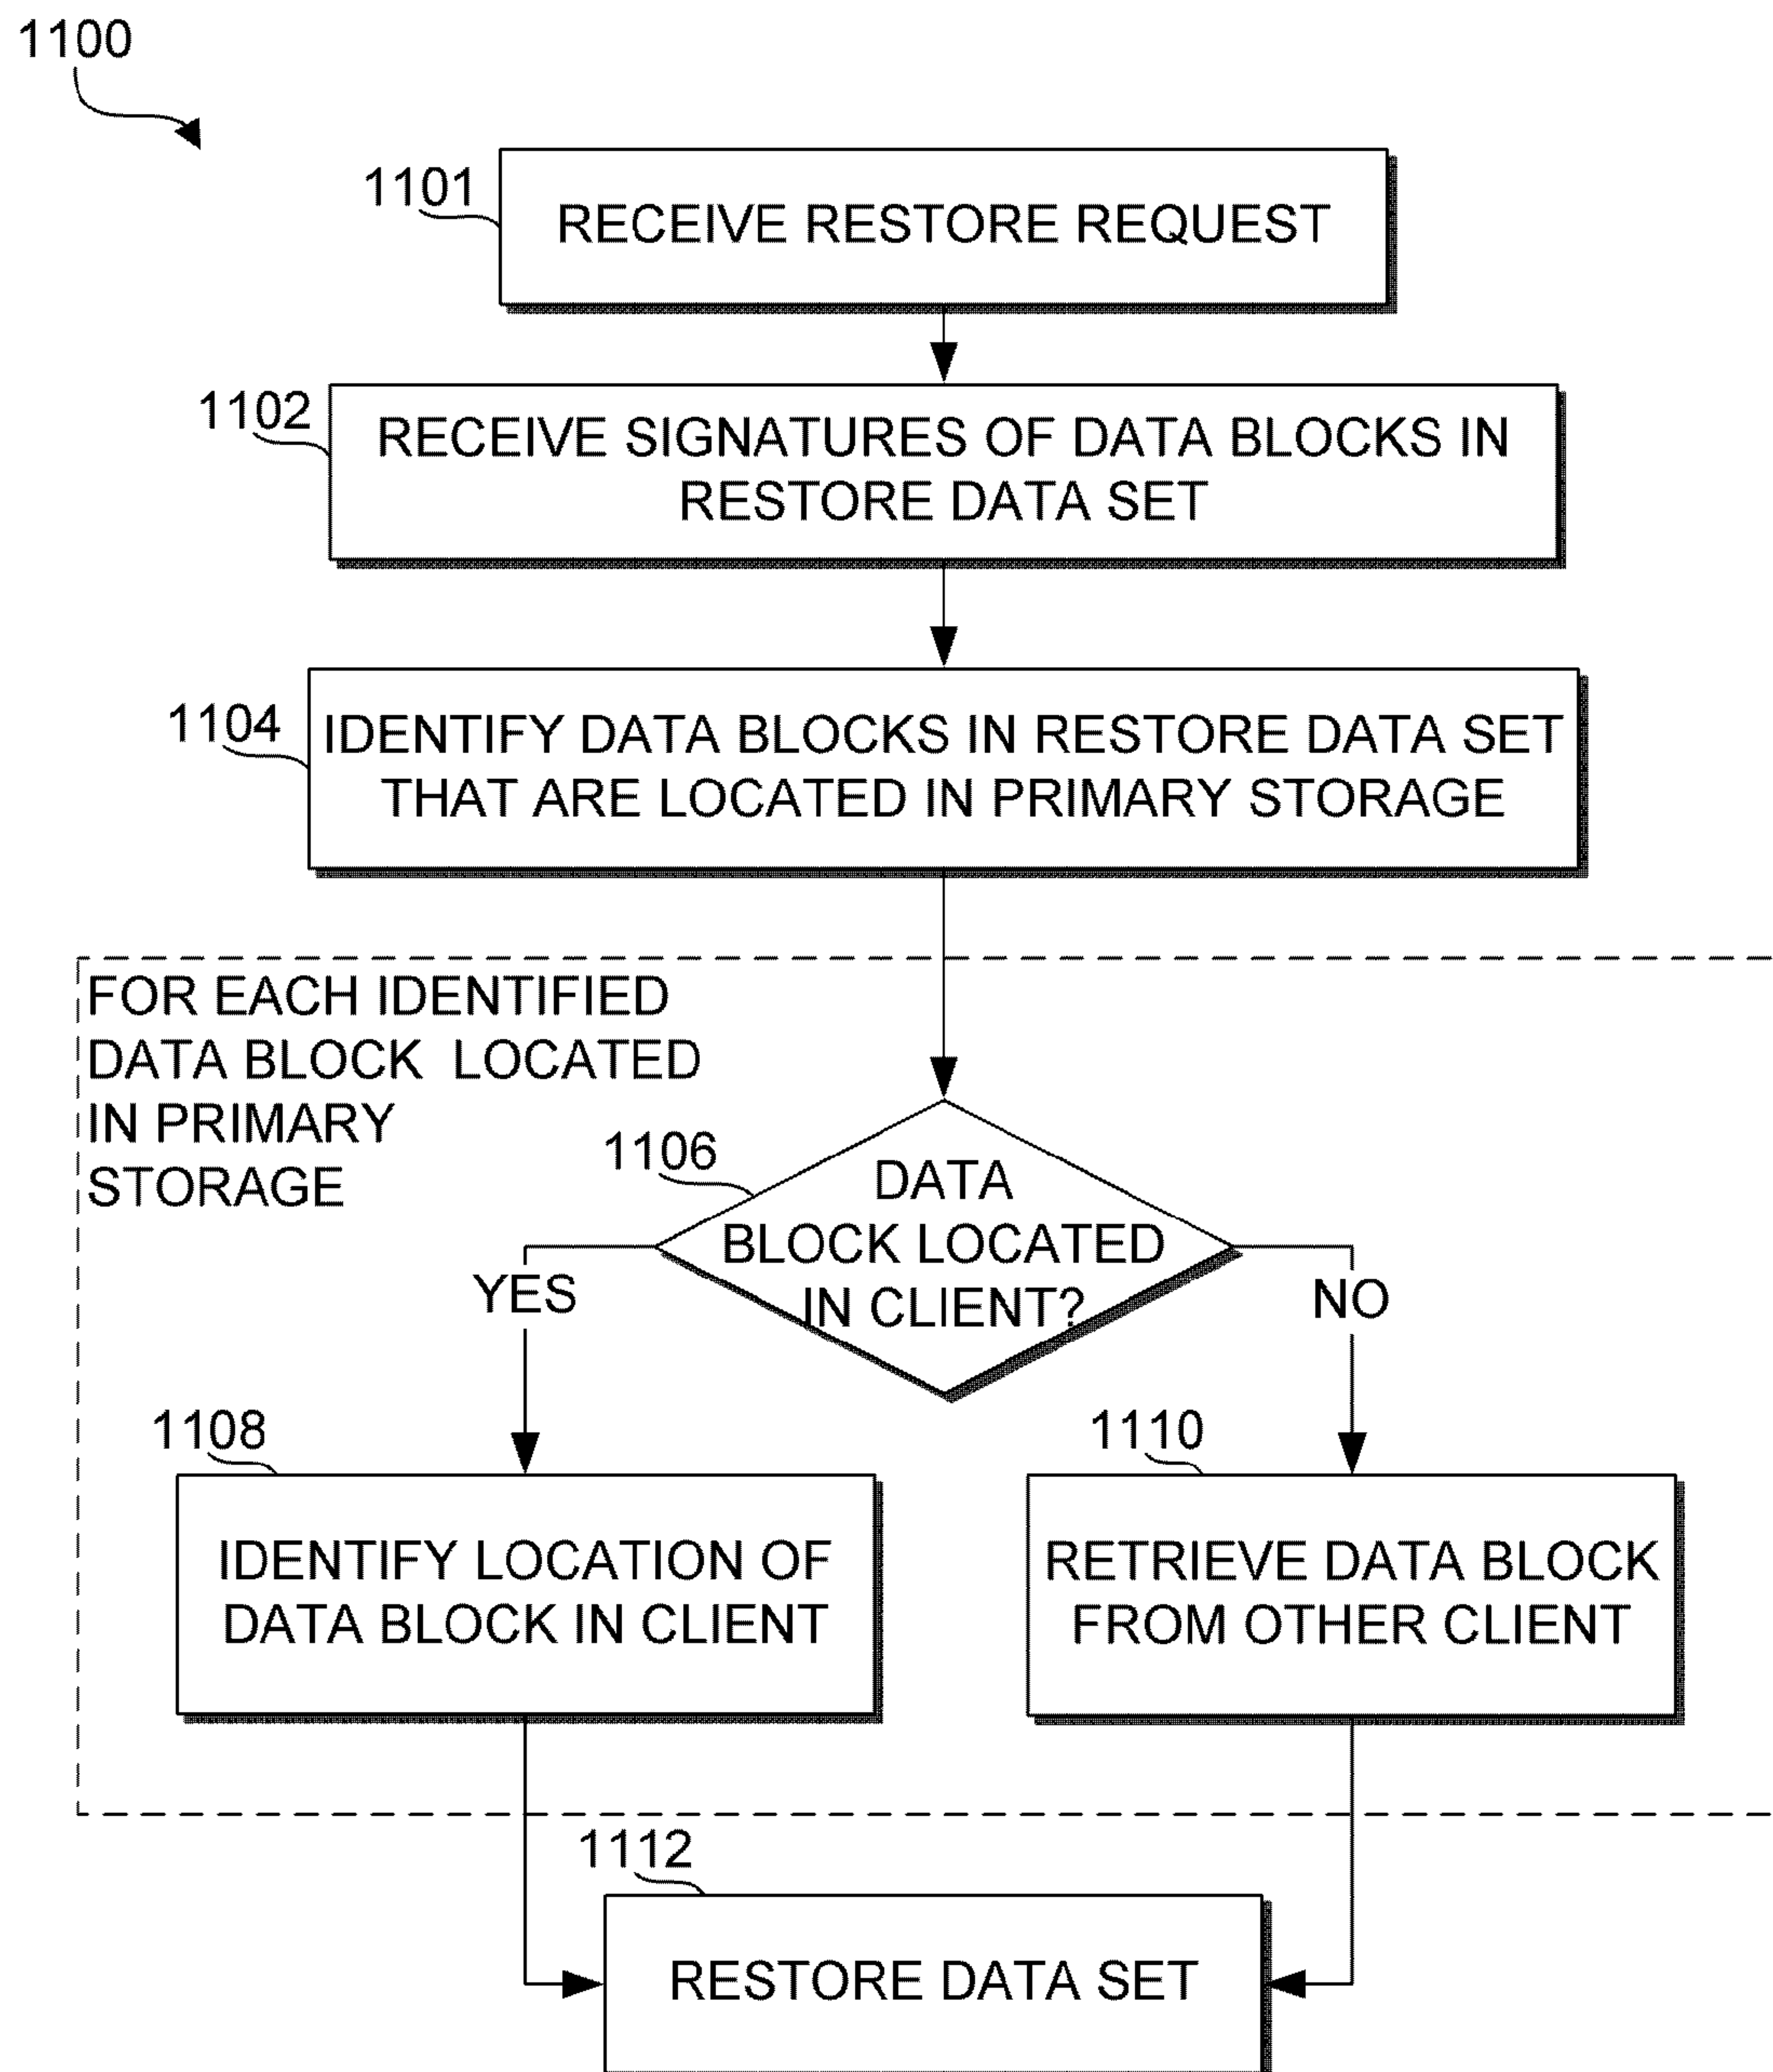 1100
1101
RECEIVE RESTORE REQUEST
1102
RECEIVE SIGNATURES OF DATA BLOCKS IN
RESTORE DATA SET
1104
IDENTIFY DATA BLOCKS IN RESTORE DATA SET
THAT ARE LOCATED IN PRIMARY STORAGE
FOR EACH IDENTIFIED
DATA BLOCK LOCATED
IN PRIMARY
STORAGE
1106
DATA
BLOCK LOCATED
IN CLIENT?
YES
NO
1108
IDENTIFY LOCATION OF
DATA BLOCK IN CLIENT
1110
RETRIEVE DATA BLOCK
FROM OTHER CLIENT
1112
RESTORE DATA SET